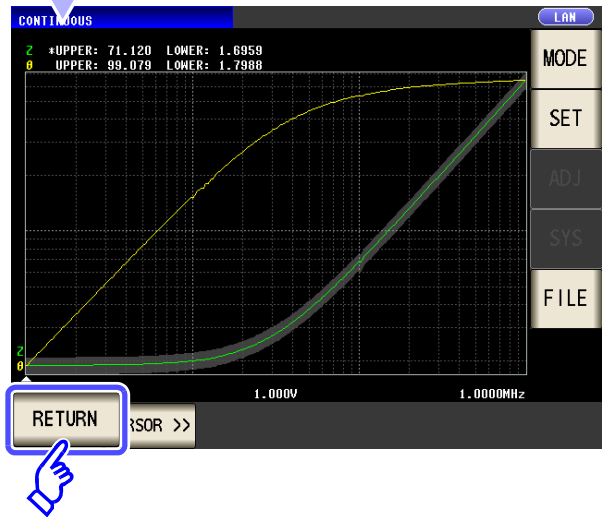 CONTINUOUS
LAN
Z *UPPER: 71.120 LOWER: 1.6959
θ UPPER: 99.079 LOWER: 1.7988
MODE
SET
ADJ
SYS
FILE
Z
θ
1.000V 1.0000MHz
RETURN
RSOR >>